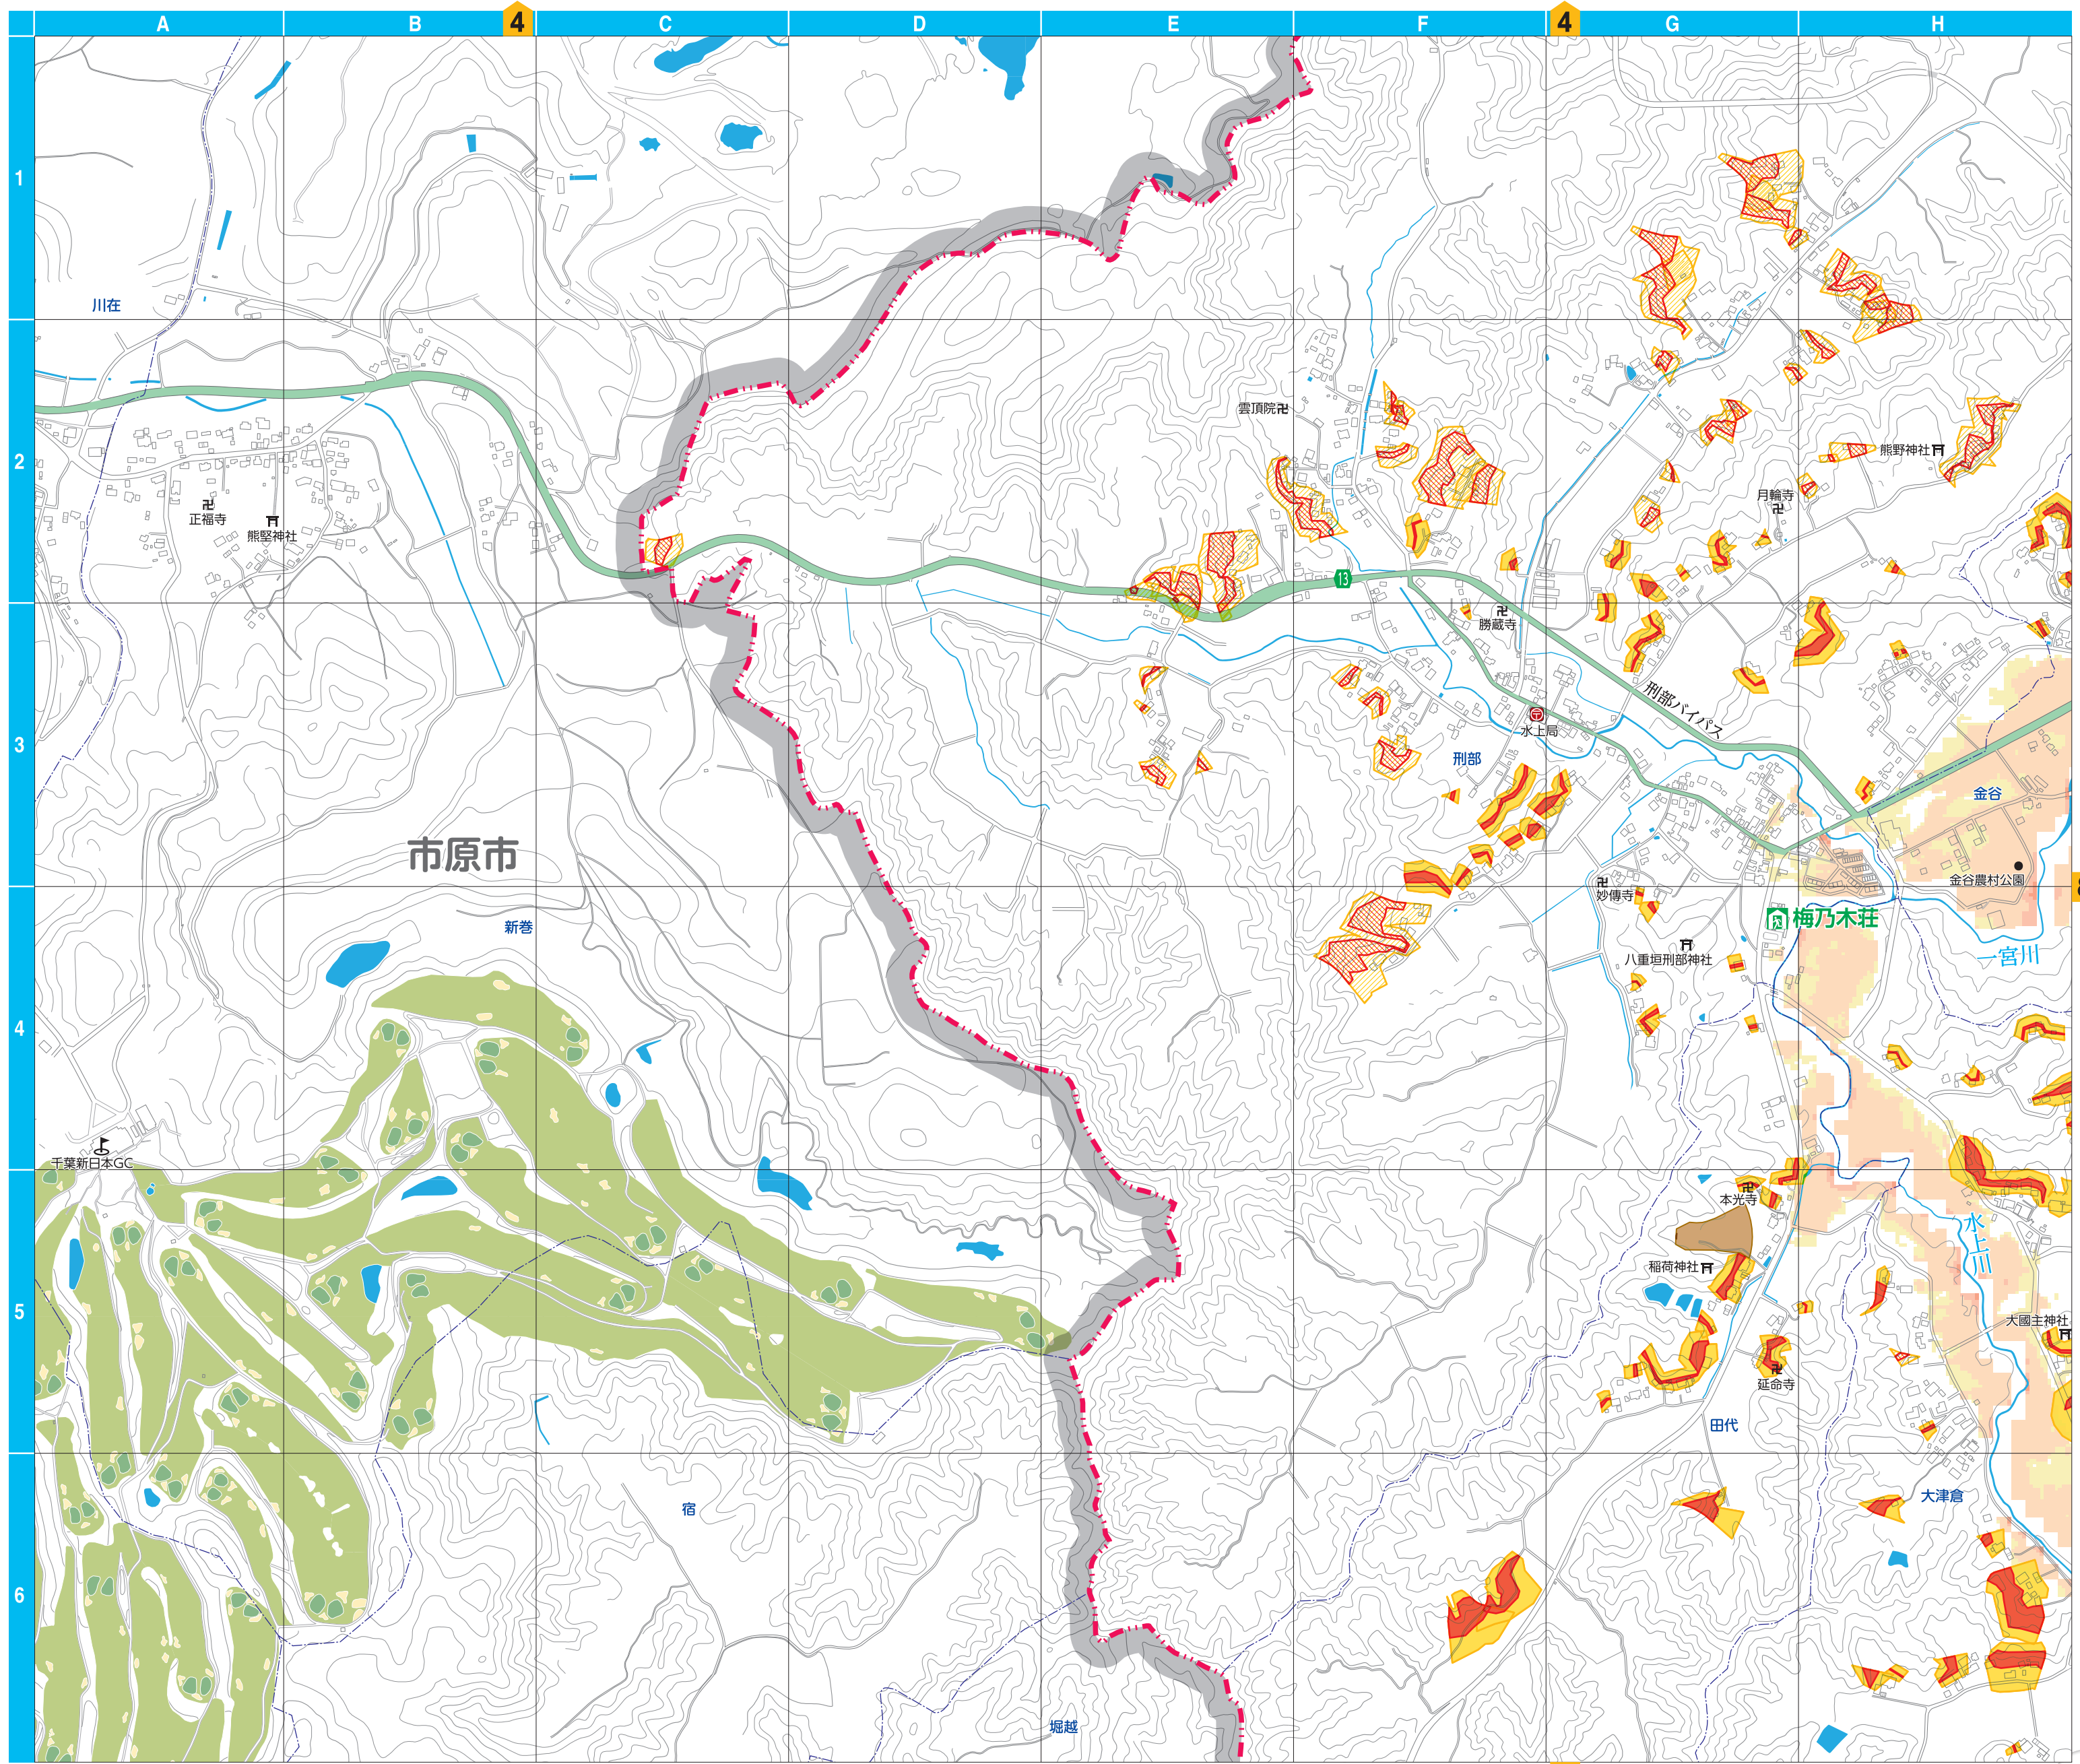 A
B
4
C
D
E
F
4
G
H
1
川在
2
雲頂院
熊野神社
月輪寺
正福寺
熊堅神社
13
勝蔵寺
刑部バイパス
水上局
3
刑部
金谷
市原市
金谷農村公園
妙傳寺
新巻
梅乃木荘
八重垣刑部神社
一宮川
4
千葉新日本GC
本光寺
水上川
稲荷神社
5
大國主神社
延命寺
田代
宿
大津倉
6
堀越